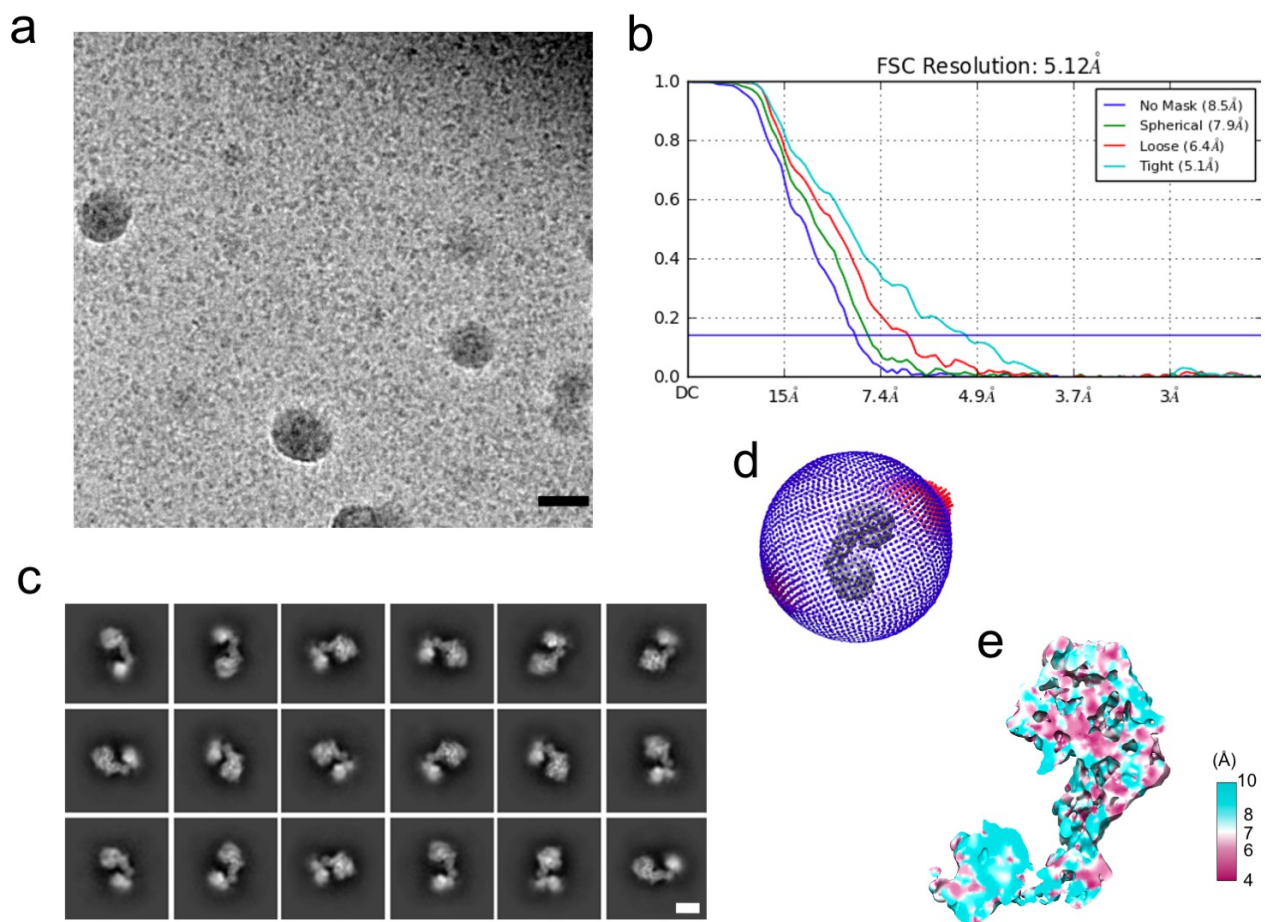 a
b
FSC Resolution: 5.12Å
1.0
0.8
0.6
0.4
0.2
0.0
No Mask (8.5Å)
Spherical (7.9Å)
Loose (6.4Å)
Tight (5.1Å)
DC
15Å
7.4Å
4.9Å
3.7Å
3Å
d
c
e
(Å)
10
8
7
6
4